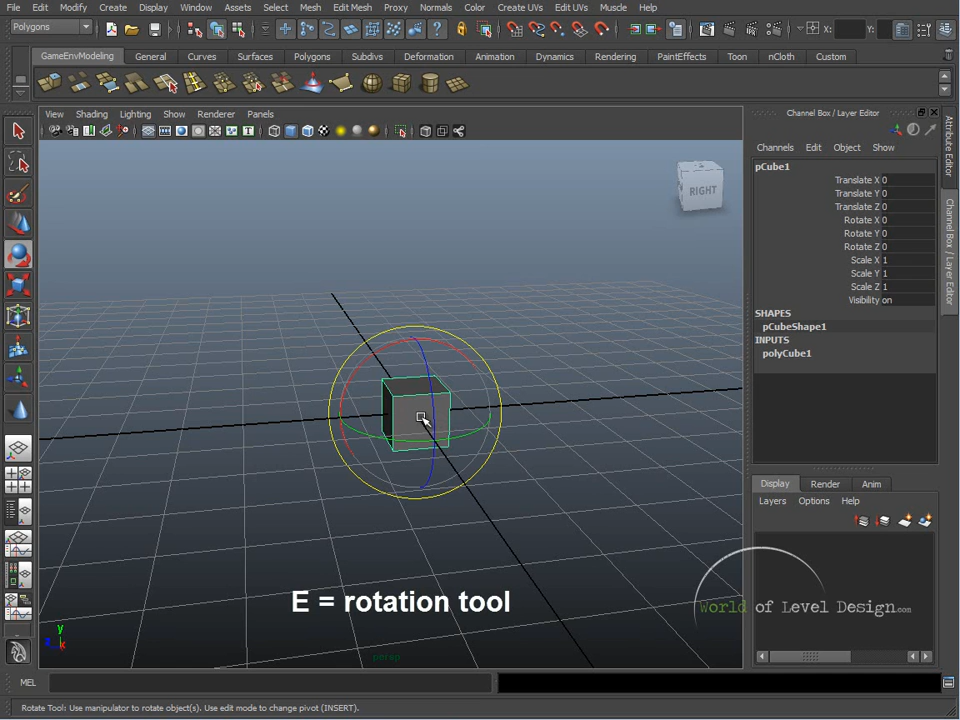 File Edit Modify Create Display Window Assets Select Mesh Edit Mesh Proxy Normals Color Create UVs Edit UVs Muscle Help
Polygons
X:
Y:
GameEnvModeling General Curves Surfaces Polygons Subdivs Deformation Animation Dynamics Rendering PaintEffects Toon nCloth Custom
View Shading Lighting Show Renderer Panels
Channel Box / Layer Editor
Channels Edit Object Show
pCube1
Translate X 0
Translate Y 0
Translate Z 0
Rotate X 0
Rotate Y 0
Rotate Z 0
Scale X 1
Scale Y 1
Scale Z 1
Visibility on
SHAPES
pCubeShape1
INPUTS
polyCube1
Attribute Editor
Channel Box / Layer Editor
RIGHT
Display Render Anim
Layers Options Help
E = rotation tool
World of Level Design.com
y
z x
persp
MEL
Rotate Tool: Use manipulator to rotate object(s). Use edit mode to change pivot (INSERT).